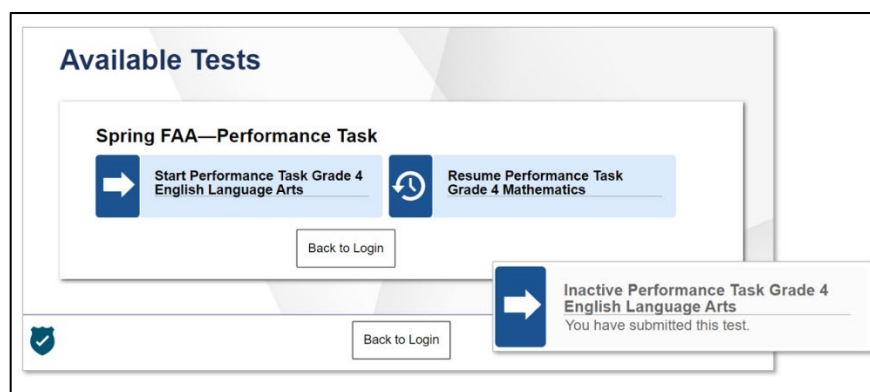 Available Tests
Spring FAA—Performance Task
Start Performance Task Grade 4
English Language Arts
Resume Performance Task
Grade 4 Mathematics
Back to Login
Inactive Performance Task Grade 4
English Language Arts
You have submitted this test.
Back to Login